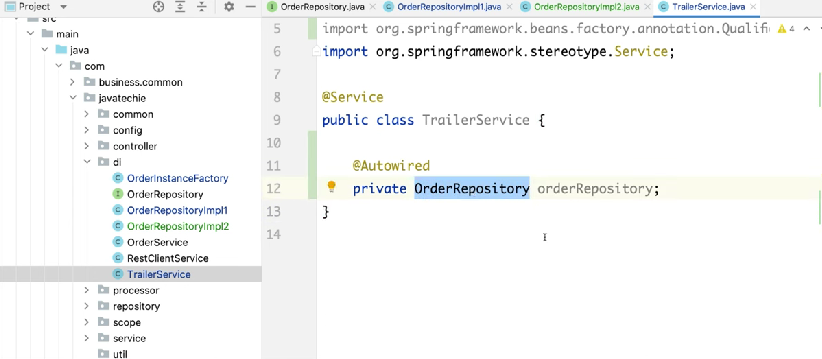 Project
OrderRepository.java
OrderRepositoryImpl1.java
OrderRepositoryImpl2.java
TrailerService.java
src
main
java
com
business.common
javatechie
common
config
controller
di
OrderInstanceFactory
OrderRepository
OrderRepositoryImpl1
OrderRepositoryImpl2
OrderService
RestClientService
TrailerService
processor
repository
scope
service
util
5 import org.springframework.beans.factory.annotation.Qualifi 4
6 import org.springframework.stereotype.Service;
7
8 @Service
9 public class TrailerService {
10
11 @Autowired
12 private OrderRepository orderRepository;
13 }
14